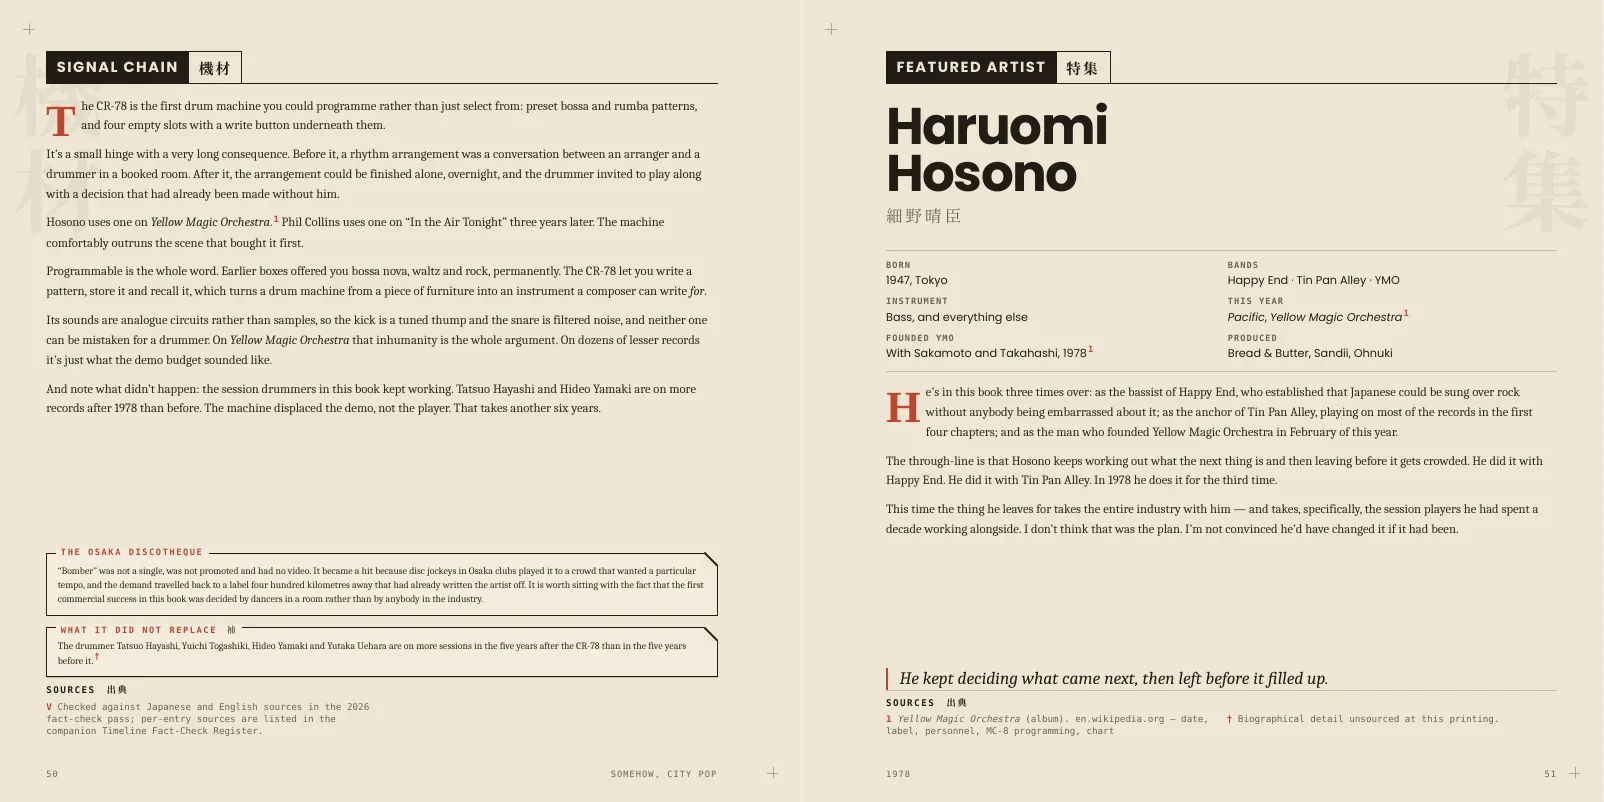 SIGNAL CHAIN 機材
機材
The CR-78 is the first drum machine you could programme rather than just select from: preset bossa and rumba patterns,
and four empty slots with a write button underneath them.
It’s a small hinge with a very long consequence. Before it, a rhythm arrangement was a conversation between an arranger and a
drummer in a booked room. After it, the arrangement could be finished alone, overnight, and the drummer invited to play along
with a decision that had already been made without him.
Hosono uses one on Yellow Magic Orchestra.1 Phil Collins uses one on “In the Air Tonight” three years later. The machine
comfortably outruns the scene that bought it first.
Programmable is the whole word. Earlier boxes offered you bossa nova, waltz and rock, permanently. The CR-78 let you write a
pattern, store it and recall it, which turns a drum machine from a piece of furniture into an instrument a composer can write for.
Its sounds are analogue circuits rather than samples, so the kick is a tuned thump and the snare is filtered noise, and neither one
can be mistaken for a drummer. On Yellow Magic Orchestra that inhumanity is the whole argument. On dozens of lesser records
it’s just what the demo budget sounded like.
And note what didn’t happen: the session drummers in this book kept working. Tatsuo Hayashi and Hideo Yamaki are on more
records after 1978 than before. The machine displaced the demo, not the player. That takes another six years.
THE OSAKA DISCOTHEQUE
“Bomber” was not a single, was not promoted and had no video. It became a hit because disc jockeys in Osaka clubs played it to a crowd that wanted a particular
tempo, and the demand travelled back to a label four hundred kilometres away that had already written the artist off. It is worth sitting with the fact that the first
commercial success in this book was decided by dancers in a room rather than by anybody in the industry.
WHAT IT DID NOT REPLACE 補
The drummer. Tatsuo Hayashi, Yuichi Togashiki, Hideo Yamaki and Yutaka Uehara are on more sessions in the five years after the CR-78 than in the five years
before it.†
SOURCES 出典
V Checked against Japanese and English sources in the 2026
fact-check pass; per-entry sources are listed in the
companion Timeline Fact-Check Register.
50
SOMEHOW, CITY POP
FEATURED ARTIST 特集
特集
Haruomi
Hosono
細野晴臣
BORN
1947, Tokyo
BANDS
Happy End · Tin Pan Alley · YMO
INSTRUMENT
Bass, and everything else
THIS YEAR
Pacific, Yellow Magic Orchestra1
FOUNDED YMO
With Sakamoto and Takahashi, 19781
PRODUCED
Bread & Butter, Sandii, Ohnuki
He’s in this book three times over: as the bassist of Happy End, who established that Japanese could be sung over rock
without anybody being embarrassed about it; as the anchor of Tin Pan Alley, playing on most of the records in the first
four chapters; and as the man who founded Yellow Magic Orchestra in February of this year.
The through-line is that Hosono keeps working out what the next thing is and then leaving before it gets crowded. He did it with
Happy End. He did it with Tin Pan Alley. In 1978 he does it for the third time.
This time the thing he leaves for takes the entire industry with him — and takes, specifically, the session players he had spent a
decade working alongside. I don’t think that was the plan. I’m not convinced he’d have changed it if it had been.
He kept deciding what came next, then left before it filled up.
SOURCES 出典
1 Yellow Magic Orchestra (album). en.wikipedia.org — date,
label, personnel, MC-8 programming, chart
† Biographical detail unsourced at this printing.
1978
51